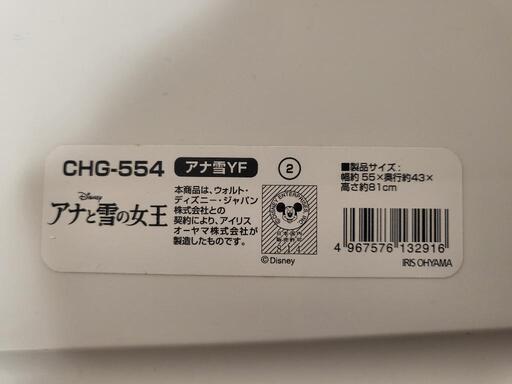 CHG-554 アナ雪YF ②
Disney
アナと雪の女王
本商品は、ウォルト・
ディズニー・ジャパン
株式会社との
契約により、アイリス
オーヤマ株式会社が
製造したものです。
©Disney
■製品サイズ:
幅約55×奥行約43×
高さ約81cm
4 967576 132916
IRIS OHYAMA